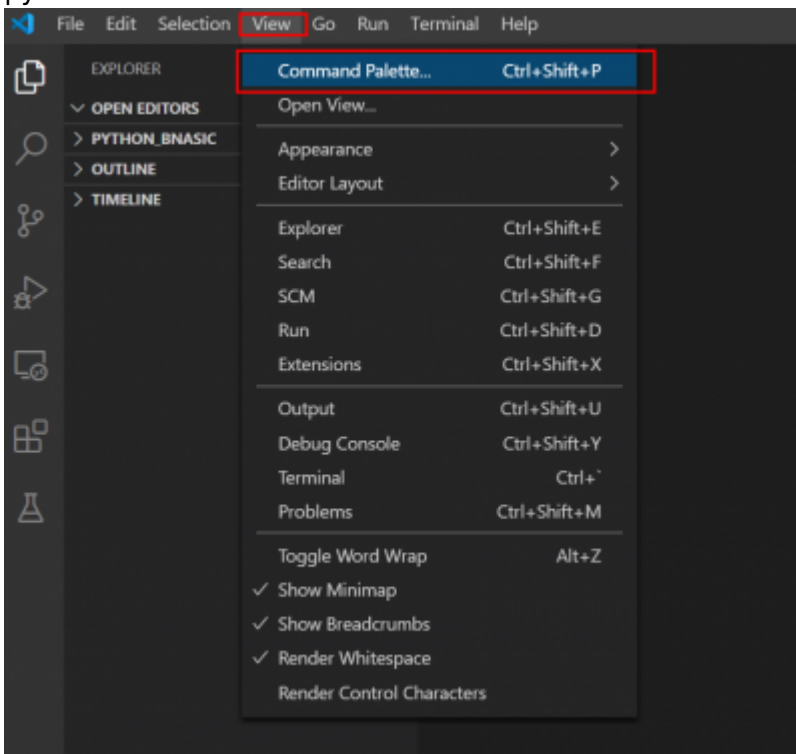 File Edit Selection View Go Run Terminal Help
EXPLORER
OPEN EDITORS
PYTHON_BNASIC
OUTLINE
TIMELINE
Command Palette... Ctrl+Shift+P
Open View...
Appearance
Editor Layout
Explorer Ctrl+Shift+E
Search Ctrl+Shift+F
SCM Ctrl+Shift+G
Run Ctrl+Shift+D
Extensions Ctrl+Shift+X
Output Ctrl+Shift+U
Debug Console Ctrl+Shift+Y
Terminal Ctrl+`
Problems Ctrl+Shift+M
Toggle Word Wrap Alt+Z
Show Minimap
Show Breadcrumbs
Render Whitespace
Render Control Characters